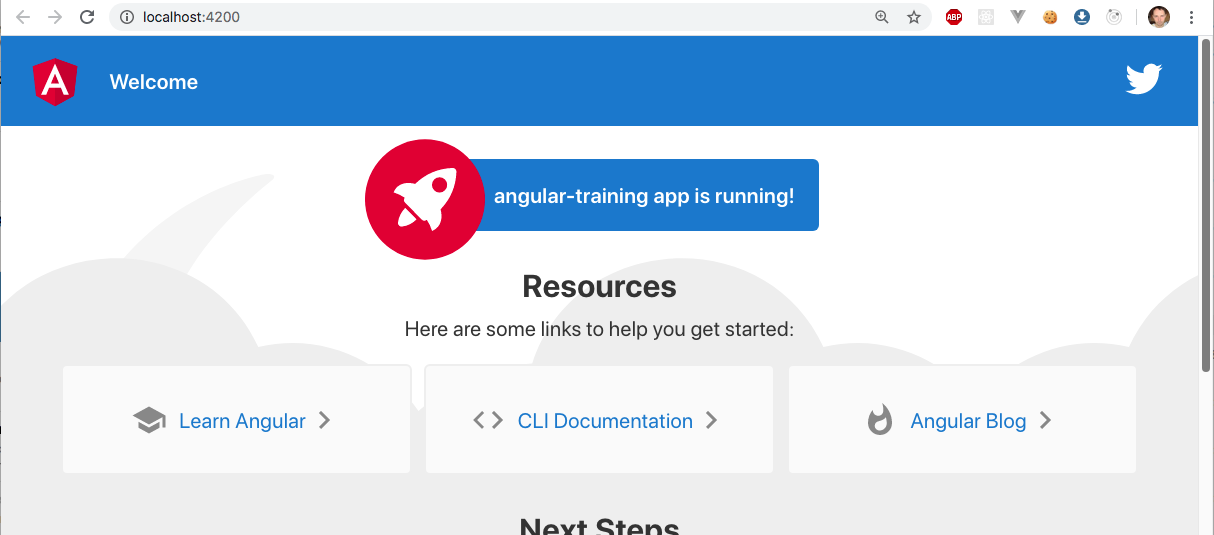 localhost:4200
ABP
Welcome
angular-training app is running!
Resources
Here are some links to help you get started:
Learn Angular
CLI Documentation
Angular Blog
Next Steps